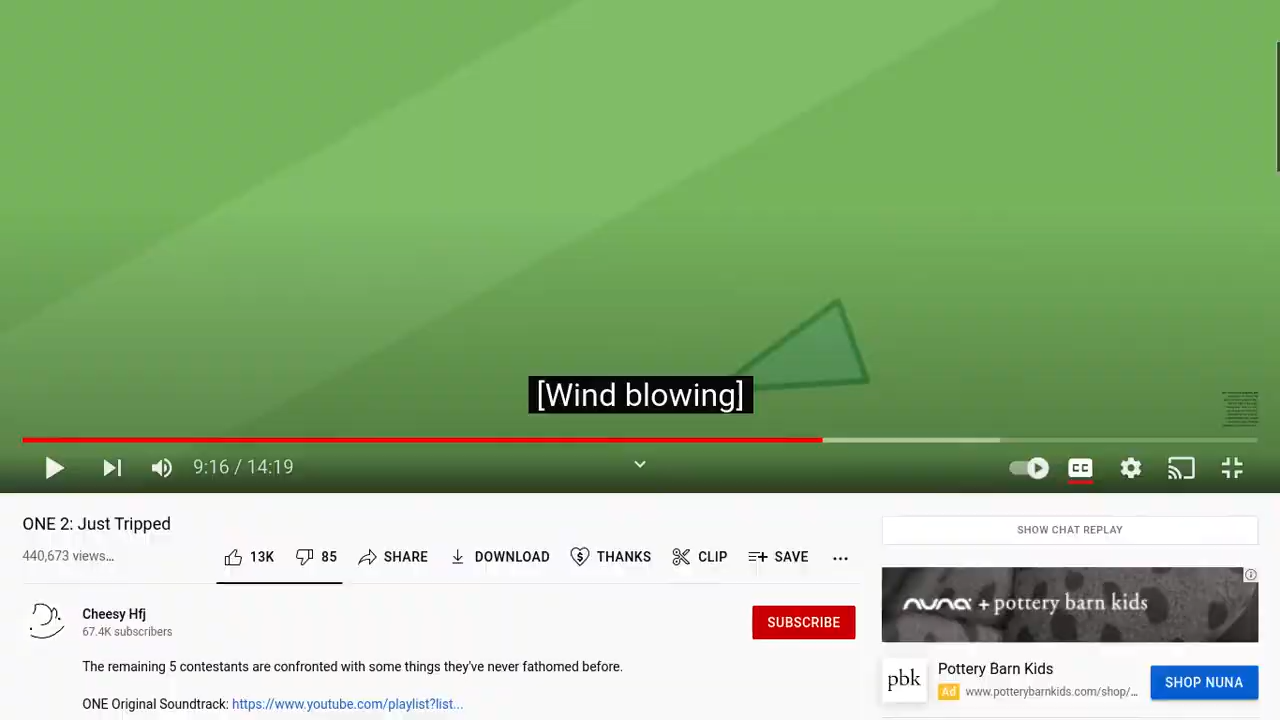 [Wind blowing]
9:16 / 14:19
CC
ONE 2: Just Tripped
440,673 views…
13K
85
SHARE
DOWNLOAD
THANKS
CLIP
SAVE
SHOW CHAT REPLAY
nuna + pottery barn kids
Cheesy Hfj
67.4K subscribers
SUBSCRIBE
pbk
Pottery Barn Kids
Ad www.potterybarnkids.com/shop/...
SHOP NUNA
The remaining 5 contestants are confronted with some things they've never fathomed before.
ONE Original Soundtrack: https://www.youtube.com/playlist?list...